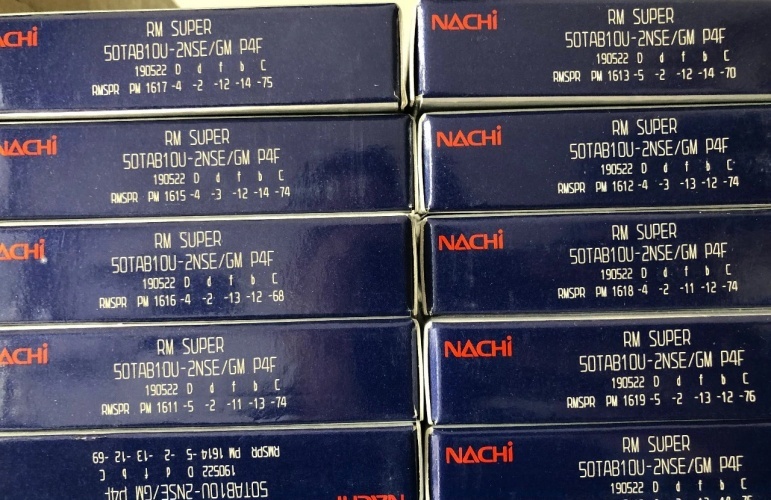 NACHI
RM SUPER
50TAB10U-2NSE/GM P4F
190522 D d f b C
RMSPR PM 1617 -4 -2 -12 -14 -75
NACHI
RM SUPER
50TAB10U-2NSE/GM P4F
190522 D d f b C
RMSPR PM 1613 -5 -2 -12 -14 -70
NACHI
RM SUPER
50TAB10U-2NSE/GM P4F
190522 D d f b C
RMSPR PM 1615 -4 -3 -12 -14 -74
NACHI
RM SUPER
50TAB10U-2NSE/GM P4F
190522 D d f b C
RMSPR PM 1612 -4 -3 -13 -12 -74
NACHI
RM SUPER
50TAB10U-2NSE/GM P4F
190522 D d f b C
RMSPR PM 1616 -4 -2 -13 -12 -68
NACHI
RM SUPER
50TAB10U-2NSE/GM P4F
190522 D d f b C
RMSPR PM 1618 -4 -2 -11 -12 -74
NACHI
RM SUPER
50TAB10U-2NSE/GM P4F
190522 D d f b C
RMSPR PM 1611 -5 -2 -11 -13 -74
NACHI
RM SUPER
50TAB10U-2NSE/GM P4F
190522 D d f b C
RMSPR PM 1619 -5 -2 -13 -12 -76
NACHI
50TAB10U-2NSE/GM P4F
190522 D d f b C
RMSPR PM 1614 -5 -2 -13 -12 -69
NACHI
RM SUPER
50TAB10U-2NSE/GM P4F
190522 D d f b C